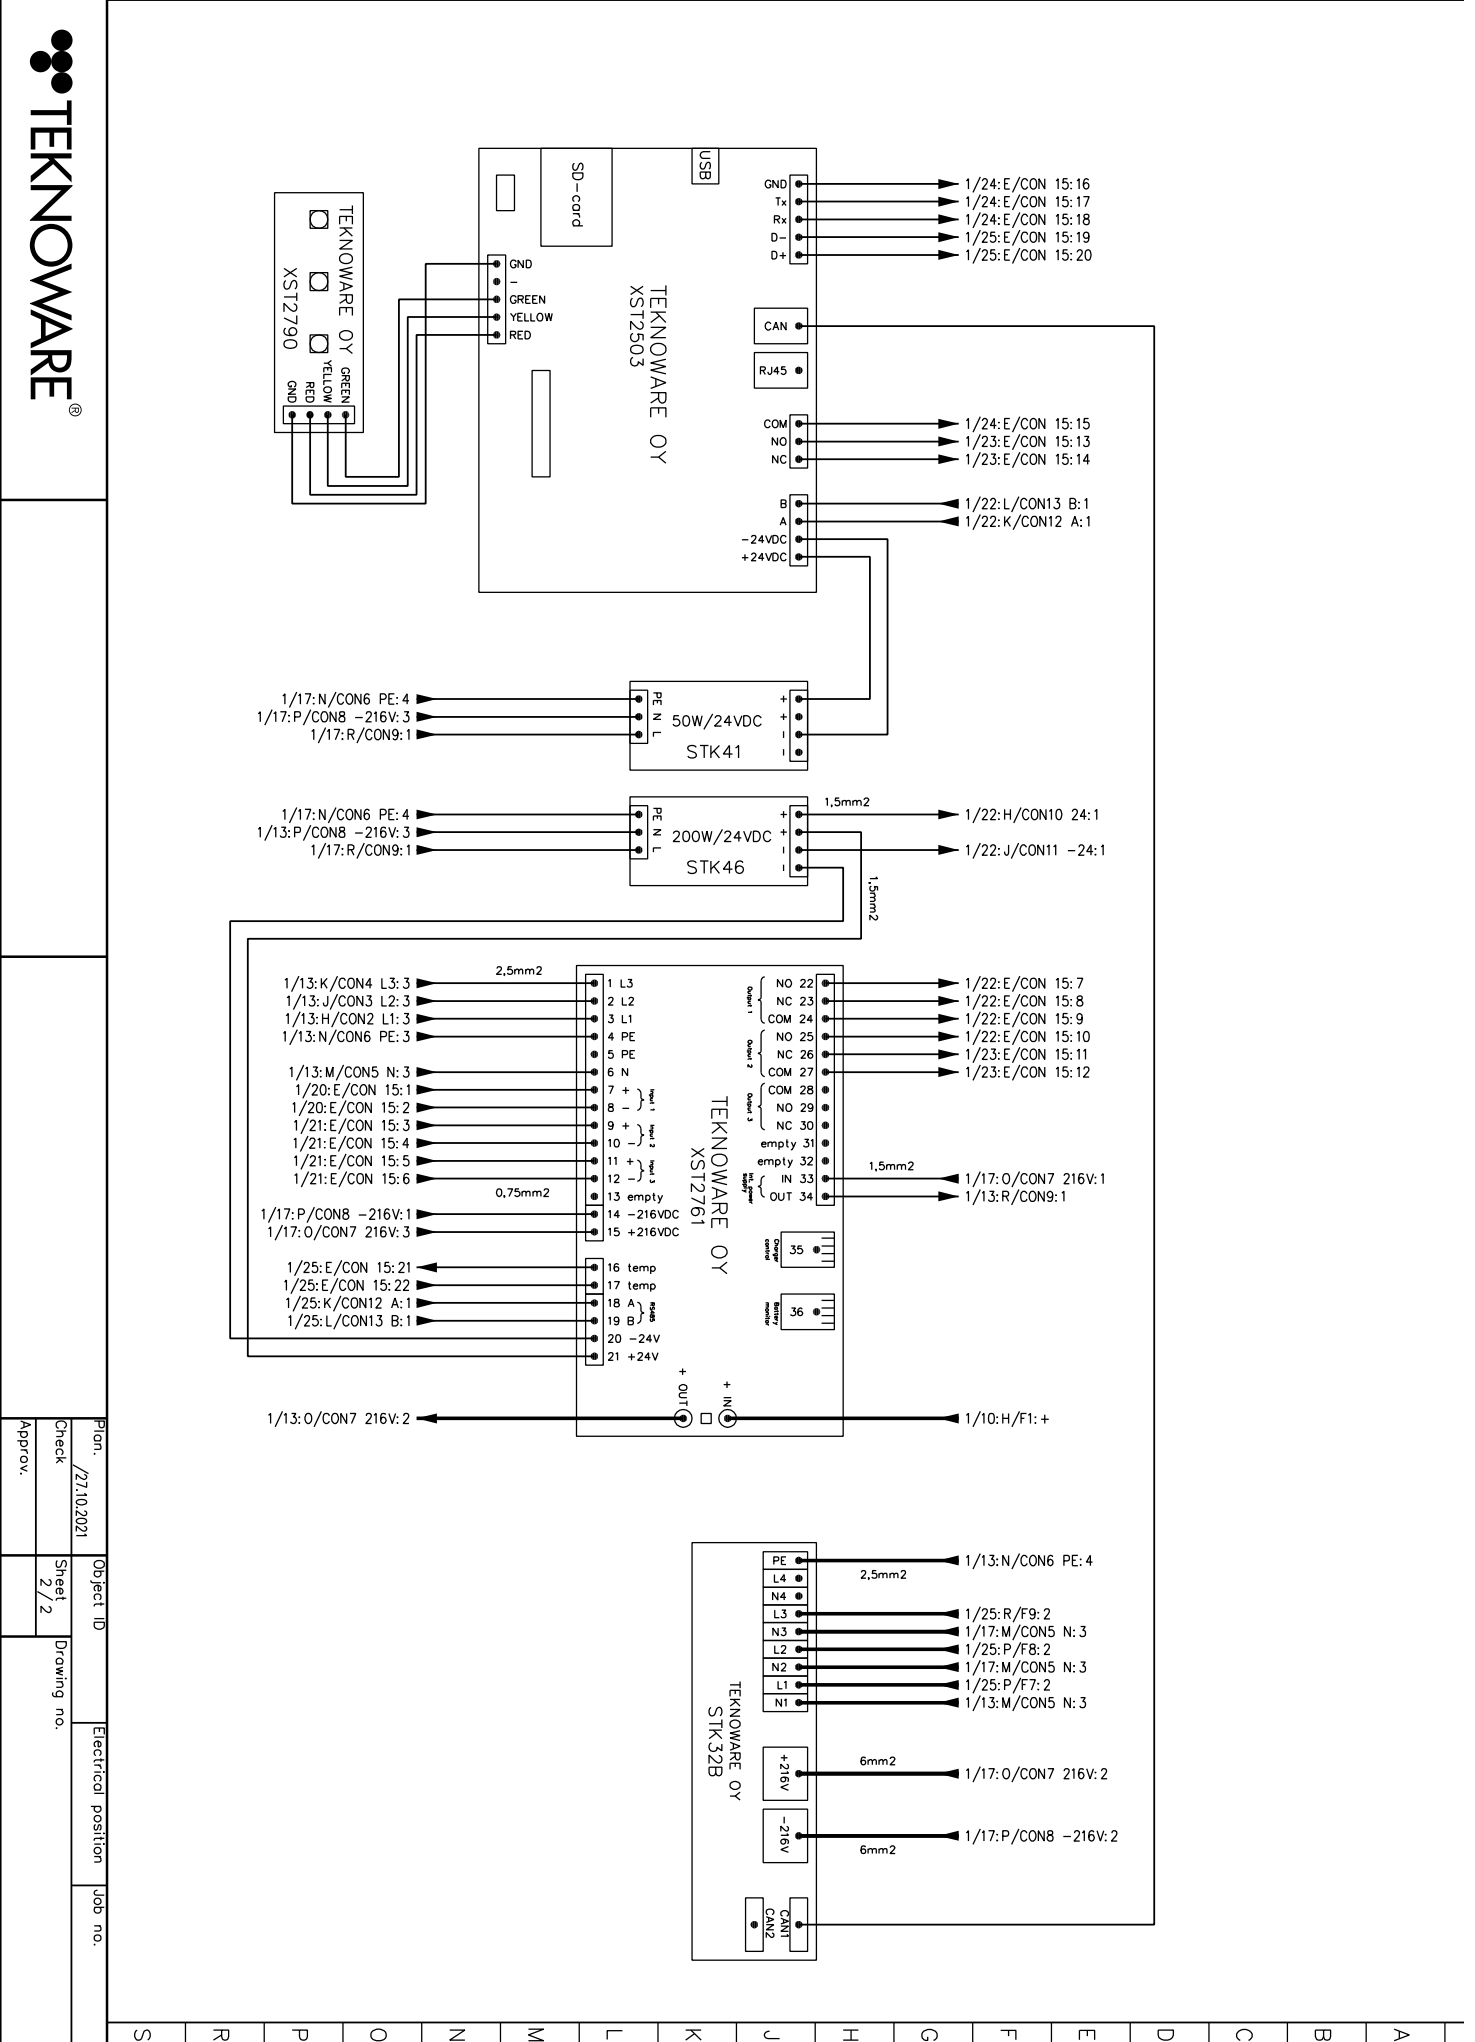 TEKNOWARE®
SD-card
USB
GND
Tx
Rx
D-
D+
1/24:E/CON 15:16
1/24:E/CON 15:17
1/24:E/CON 15:18
1/25:E/CON 15:19
1/25:E/CON 15:20
TEKNOWARE OY
XST2790
GREEN
YELLOW
RED
GND
GND
-
GREEN
YELLOW
RED
TEKNOWARE OY
XST2503
CAN
RJ45
COM
NO
NC
1/24:E/CON 15:15
1/23:E/CON 15:13
1/23:E/CON 15:14
B
A
-24VDC
+24VDC
1/22:L/CON13 B:1
1/22:K/CON12 A:1
1/17:N/CON6 PE:4
1/17:P/CON8 -216V:3
1/17:R/CON9:1
PE
N
L
50W/24VDC
STK41
+
+
-
-
1/17:N/CON6 PE:4
1/13:P/CON8 -216V:3
1/17:R/CON9:1
PE
N
L
200W/24VDC
STK46
+
+
-
-
1,5mm2
1/22:H/CON10 24:1
1/22:J/CON11 -24:1
1,5mm2
2,5mm2
1/13:K/CON4 L3:3
1/13:J/CON3 L2:3
1/13:H/CON2 L1:3
1/13:N/CON6 PE:3
1/13:M/CON5 N:3
1/20:E/CON 15:1
1/20:E/CON 15:2
1/21:E/CON 15:3
1/21:E/CON 15:4
1/21:E/CON 15:5
1/21:E/CON 15:6
0,75mm2
1/17:P/CON8 -216V:1
1/17:O/CON7 216V:3
1/25:E/CON 15:21
1/25:E/CON 15:22
1/25:K/CON12 A:1
1/25:L/CON13 B:1
1/13:O/CON7 216V:2
1 L3
2 L2
3 L1
4 PE
5 PE
6 N
7 +
8 -
Input 1
9 +
10 -
Input 2
11 +
12 -
Input 3
13 empty
14 -216VDC
15 +216VDC
16 temp
17 temp
18 A
19 B
RS485
20 -24V
21 +24V
TEKNOWARE OY
XST2761
Output 1
NO 22
NC 23
COM 24
Output 2
NO 25
NC 26
COM 27
Output 3
COM 28
NO 29
NC 30
empty 31
empty 32
Int. power
supply
IN 33
OUT 34
Charger
control
35
Battery
monitor
36
+ OUT
+ IN
1/22:E/CON 15:7
1/22:E/CON 15:8
1/22:E/CON 15:9
1/22:E/CON 15:10
1/23:E/CON 15:11
1/23:E/CON 15:12
1,5mm2
1/17:O/CON7 216V:1
1/13:R/CON9:1
1/10:H/F1:+
PE
L4
N4
L3
N3
L2
N2
L1
N1
2,5mm2
1/13:N/CON6 PE:4
1/25:R/F9:2
1/17:M/CON5 N:3
1/25:P/F8:2
1/17:M/CON5 N:3
1/25:P/F7:2
1/13:M/CON5 N:3
TEKNOWARE OY
STK32B
+216V
-216V
6mm2
1/17:O/CON7 216V:2
1/17:P/CON8 -216V:2
6mm2
CAN1
CAN2
Plan.
/27.10.2021
Check
Approv.
Object ID
Sheet
2/2
Drawing no.
Electrical position
Job no.
S R P O N M L K J H G F E D C B A